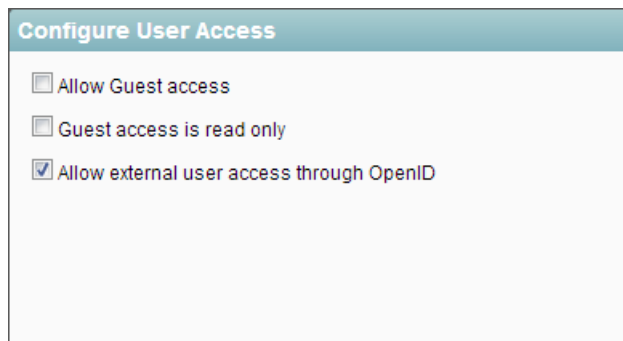 Configure User Access
Allow Guest access
Guest access is read only
Allow external user access through OpenID